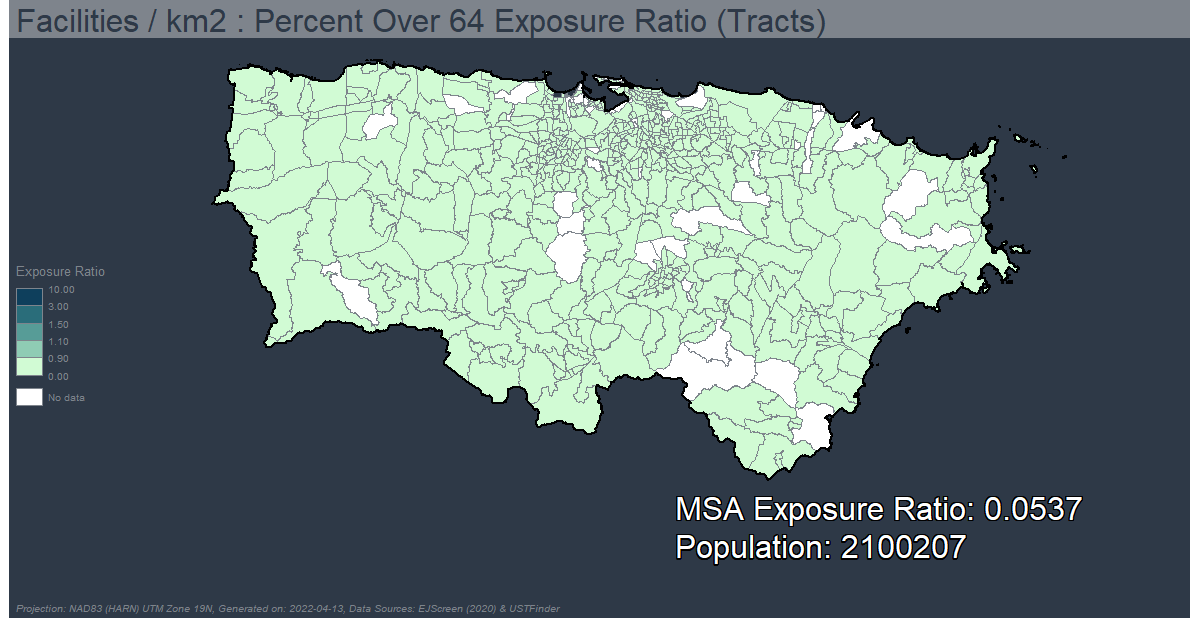 Facilities / km2 : Percent Over 64 Exposure Ratio (Tracts)
Exposure Ratio
10.00
3.00
1.50
1.10
0.90
0.00
No data
MSA Exposure Ratio: 0.0537
Population: 2100207
Projection: NAD83 (HARN) UTM Zone 19N, Generated on: 2022-04-13, Data Sources: EJScreen (2020) & USTFinder